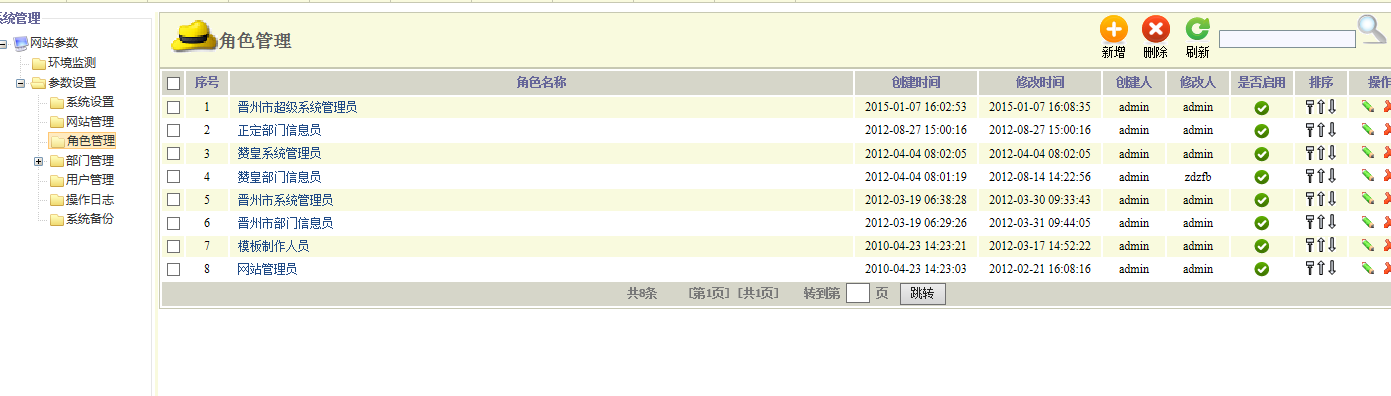 系统管理
网站参数
环境监测
参数设置
系统设置
网站管理
角色管理
部门管理
用户管理
操作日志
系统备份
角色管理
新增 删除 刷新
序号 角色名称 创建时间 修改时间 创建人 修改人 是否启用 排序 操作
1 晋州市超级系统管理员 2015-01-07 16:02:53 2015-01-07 16:08:35 admin admin
2 正定部门信息员 2012-08-27 15:00:16 2012-08-27 15:00:16 admin admin
3 赞皇系统管理员 2012-04-04 08:02:05 2012-04-04 08:02:05 admin admin
4 赞皇部门信息员 2012-04-04 08:01:19 2012-08-14 14:22:56 admin zdzfb
5 晋州市系统管理员 2012-03-19 06:38:28 2012-03-30 09:33:43 admin admin
6 晋州市部门信息员 2012-03-19 06:29:26 2012-03-31 09:44:05 admin admin
7 模板制作人员 2010-04-23 14:23:21 2012-03-17 14:52:22 admin admin
8 网站管理员 2010-04-23 14:23:03 2012-02-21 16:08:16 admin admin
共8条 [第1页] [共1页] 转到第 页 跳转